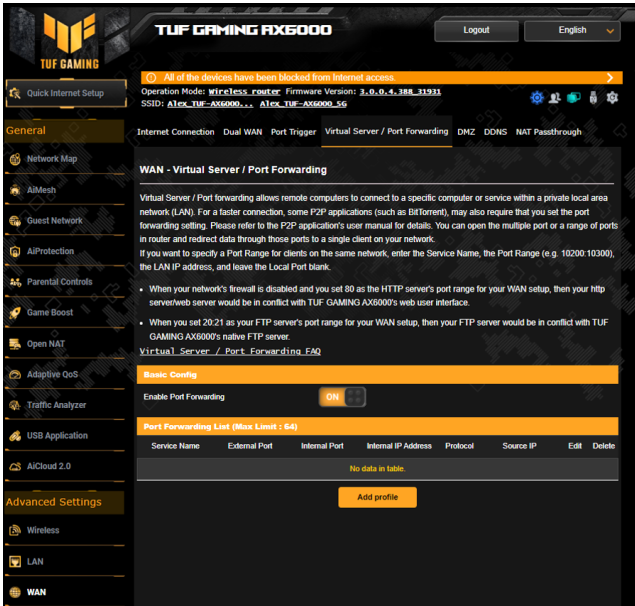 TUF GAMING
TUF GAMING AX6000
Logout
English
Quick Internet Setup
All of the devices have been blocked from Internet access.
Operation Mode: Wireless router Firmware Version: 3.0.0.4.388_31931
SSID: Alex_TUF-AX6000... Alex_TUF-AX6000_5G
General
Network Map
AiMesh
Guest Network
AiProtection
Parental Controls
Game Boost
Open NAT
Adaptive QoS
Traffic Analyzer
USB Application
AiCloud 2.0
Advanced Settings
Wireless
LAN
WAN
Internet Connection Dual WAN Port Trigger Virtual Server / Port Forwarding DMZ DDNS NAT Passthrough
WAN - Virtual Server / Port Forwarding
Virtual Server / Port forwarding allows remote computers to connect to a specific computer or service within a private local area
network (LAN). For a faster connection, some P2P applications (such as BitTorrent), may also require that you set the port
forwarding setting. Please refer to the P2P application's user manual for details. You can open the multiple port or a range of ports
in router and redirect data through those ports to a single client on your network.
If you want to specify a Port Range for clients on the same network, enter the Service Name, the Port Range (e.g. 10200:10300),
the LAN IP address, and leave the Local Port blank.
• When your network's firewall is disabled and you set 80 as the HTTP server's port range for your WAN setup, then your http
server/web server would be in conflict with TUF GAMING AX6000's web user interface.
• When you set 20:21 as your FTP server's port range for your WAN setup, then your FTP server would be in conflict with TUF
GAMING AX6000's native FTP server.
Virtual Server / Port Forwarding FAQ
Basic Config
Enable Port Forwarding ON
Port Forwarding List (Max Limit : 64)
Service Name External Port Internal Port Internal IP Address Protocol Source IP Edit Delete
No data in table.
Add profile